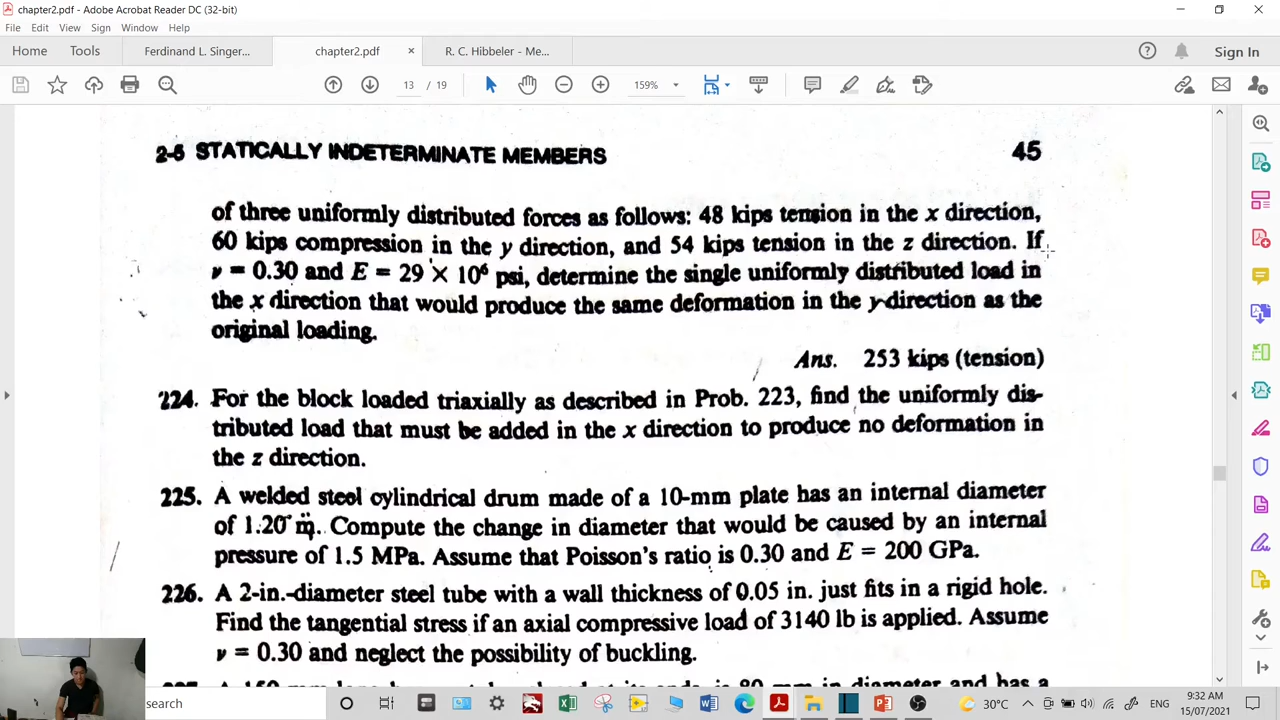 chapter2.pdf - Adobe Acrobat Reader DC (32-bit)
File Edit View Sign Window Help
Home Tools Ferdinand L. Singer... chapter2.pdf × R. C. Hibbeler - Me... Sign In
13 / 19 159%
2-5 STATICALLY INDETERMINATE MEMBERS 45
of three uniformly distributed forces as follows: 48 kips tension in the x direction,
60 kips compression in the y direction, and 54 kips tension in the z direction. If
ν = 0.30 and E = 29 × 10⁶ psi, determine the single uniformly distributed load in
the x direction that would produce the same deformation in the y direction as the
original loading.
Ans. 253 kips (tension)
224. For the block loaded triaxially as described in Prob. 223, find the uniformly dis-
tributed load that must be added in the x direction to produce no deformation in
the z direction.
225. A welded steel cylindrical drum made of a 10-mm plate has an internal diameter
of 1.20 m. Compute the change in diameter that would be caused by an internal
pressure of 1.5 MPa. Assume that Poisson's ratio is 0.30 and E = 200 GPa.
226. A 2-in.-diameter steel tube with a wall thickness of 0.05 in. just fits in a rigid hole.
Find the tangential stress if an axial compressive load of 3140 lb is applied. Assume
ν = 0.30 and neglect the possibility of buckling.
mm in diameter and has a
search 30°C ENG 9:32 AM
15/07/2021